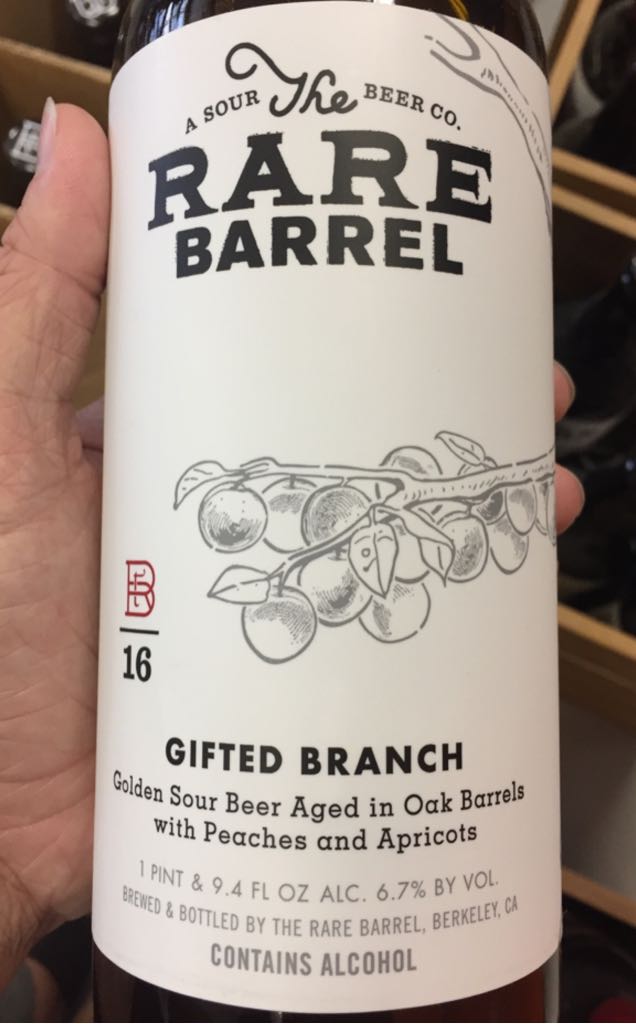 A SOUR The BEER CO.
RARE
BARREL
16
GIFTED BRANCH
Golden Sour Beer Aged in Oak Barrels
with Peaches and Apricots
1 PINT & 9.4 FL OZ ALC. 6.7% BY VOL.
BREWED & BOTTLED BY THE RARE BARREL, BERKELEY, CA
CONTAINS ALCOHOL